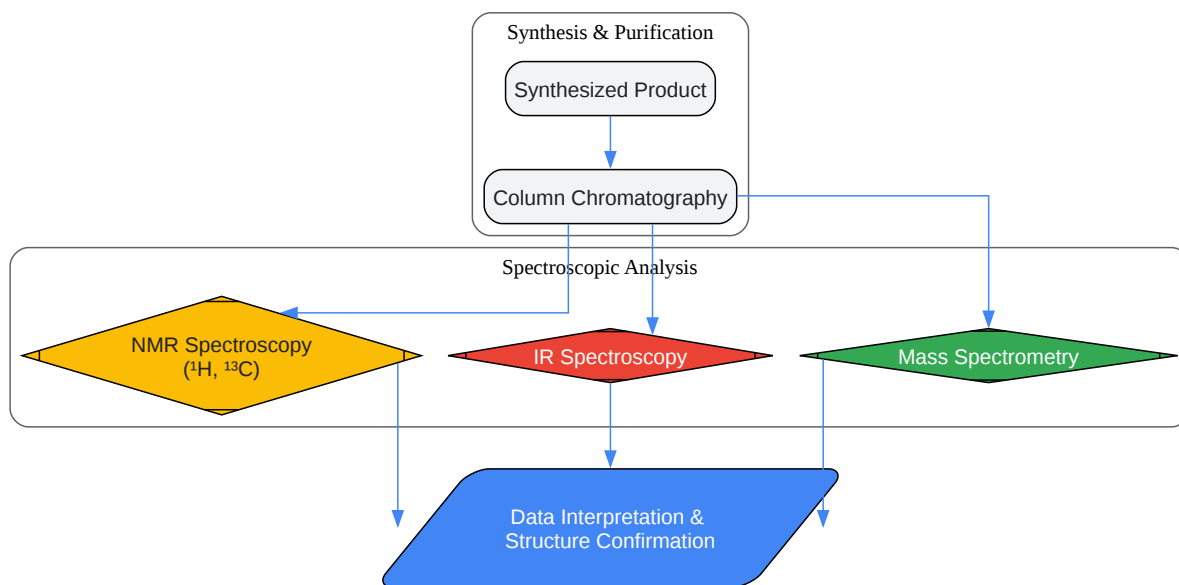 Synthesis & Purification
Synthesized Product
Column Chromatography
Spectroscopic Analysis
NMR Spectroscopy
(¹H, ¹³C)
IR Spectroscopy
Mass Spectrometry
Data Interpretation &
Structure Confirmation